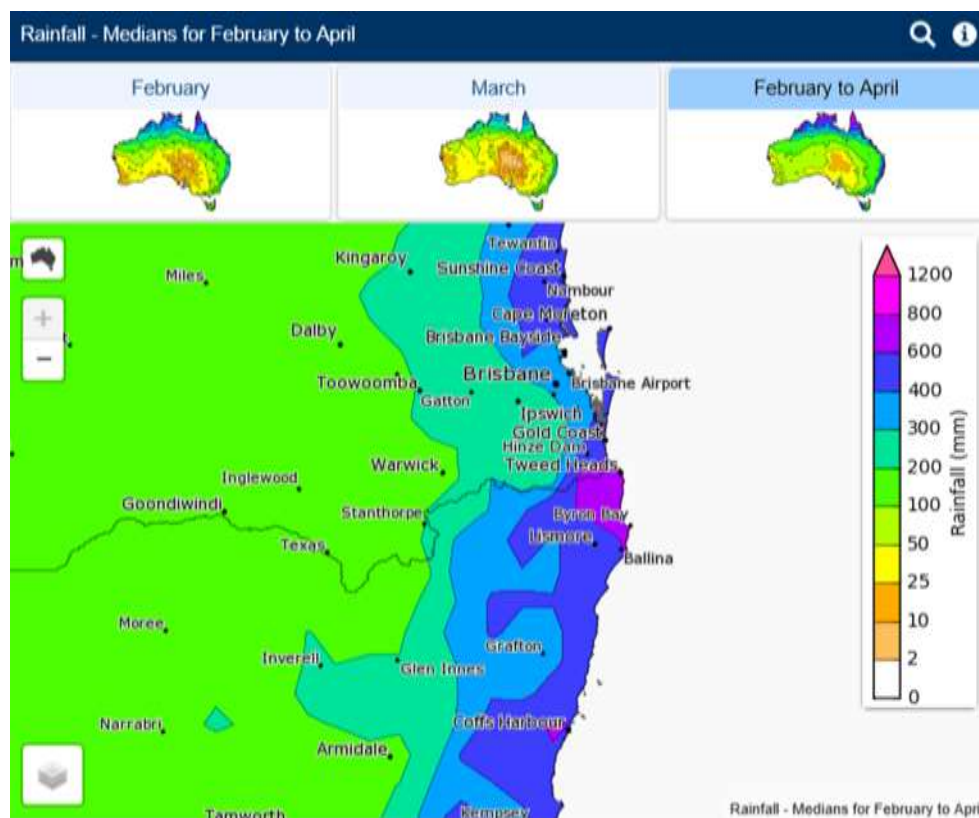 Rainfall - Medians for February to April
February
March
February to April
Tewantin
Kingaroy
Sunshine Coast
Miles
Nambour
Cape Moreton
Dalby
Brisbane Bayside
Brisbane
Toowoomba
Brisbane Airport
Gatton
Ipswich
Gold Coast
Hinze Dam
Warwick
Tweed Heads
Inglewood
Goondiwindi
Stanthorpe
Byron Bay
Lismore
Texas
Ballina
Moree
Grafton
Inverell
Glen Innes
Narrabri
Coffs Harbour
Armidale
Tamworth
Kempsey
1200
800
600
400
300
200
100
50
25
10
2
0
Rainfall (mm)
Rainfall - Medians for February to Apri